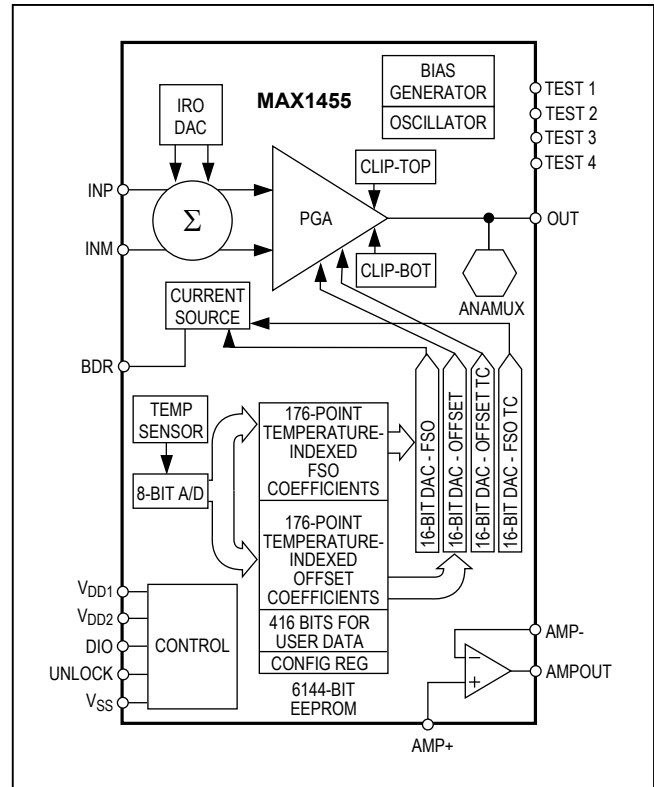 MAX1455
BIAS
GENERATOR
OSCILLATOR
TEST 1
TEST 2
TEST 3
TEST 4
IRO
DAC
INP
INM
Σ
PGA
CLIP-TOP
CLIP-BOT
OUT
ANAMUX
CURRENT
SOURCE
BDR
TEMP
SENSOR
8-BIT A/D
176-POINT
TEMPERATURE-
INDEXED
FSO
COEFFICIENTS
176-POINT
TEMPERATURE-
INDEXED
OFFSET
COEFFICIENTS
416 BITS FOR
USER DATA
CONFIG REG
6144-BIT
EEPROM
16-BIT DAC - FSO
16-BIT DAC - OFFSET
16-BIT DAC - OFFSET TC
16-BIT DAC - FSO TC
VDD1
VDD2
DIO
UNLOCK
VSS
CONTROL
AMP-
−
+
AMPOUT
AMP+